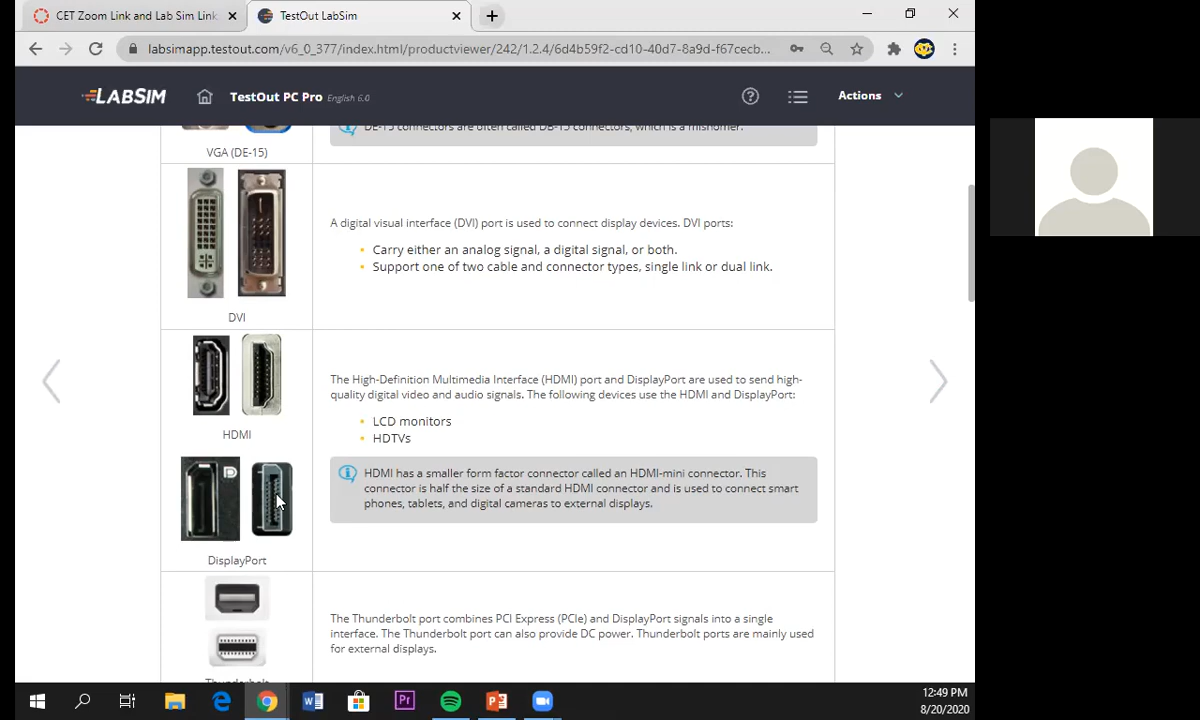 CET Zoom Link and Lab Sim Link
TestOut LabSim
labsimapp.testout.com/v6_0_377/index.html/productviewer/242/1.2.4/6d4b59f2-cd10-40d7-8a9d-f67cecb...
LABSIM
TestOut PC Pro English 6.0
Actions
DE-15 connectors are often called DB-15 connectors, which is a misnomer.
VGA (DE-15)
A digital visual interface (DVI) port is used to connect display devices. DVI ports:
• Carry either an analog signal, a digital signal, or both.
• Support one of two cable and connector types, single link or dual link.
DVI
The High-Definition Multimedia Interface (HDMI) port and DisplayPort are used to send high-
quality digital video and audio signals. The following devices use the HDMI and DisplayPort:
• LCD monitors
• HDTVs
HDMI
HDMI has a smaller form factor connector called an HDMI-mini connector. This
connector is half the size of a standard HDMI connector and is used to connect smart
phones, tablets, and digital cameras to external displays.
DisplayPort
The Thunderbolt port combines PCI Express (PCIe) and DisplayPort signals into a single
interface. The Thunderbolt port can also provide DC power. Thunderbolt ports are mainly used
for external displays.
Thunderbolt
12:49 PM
8/20/2020